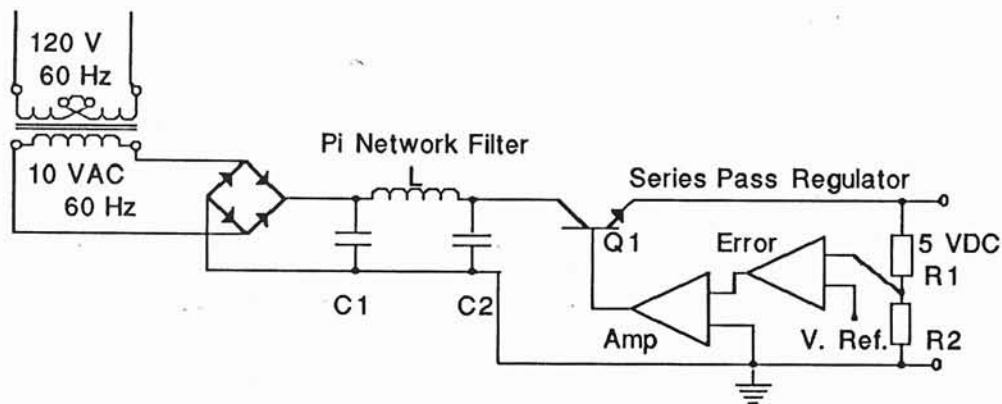 120 V
60 Hz
Pi Network Filter
L
10 VAC
60 Hz
Series Pass Regulator
Q1
Error
5 VDC
R1
C1
C2
Amp
V. Ref.
R2